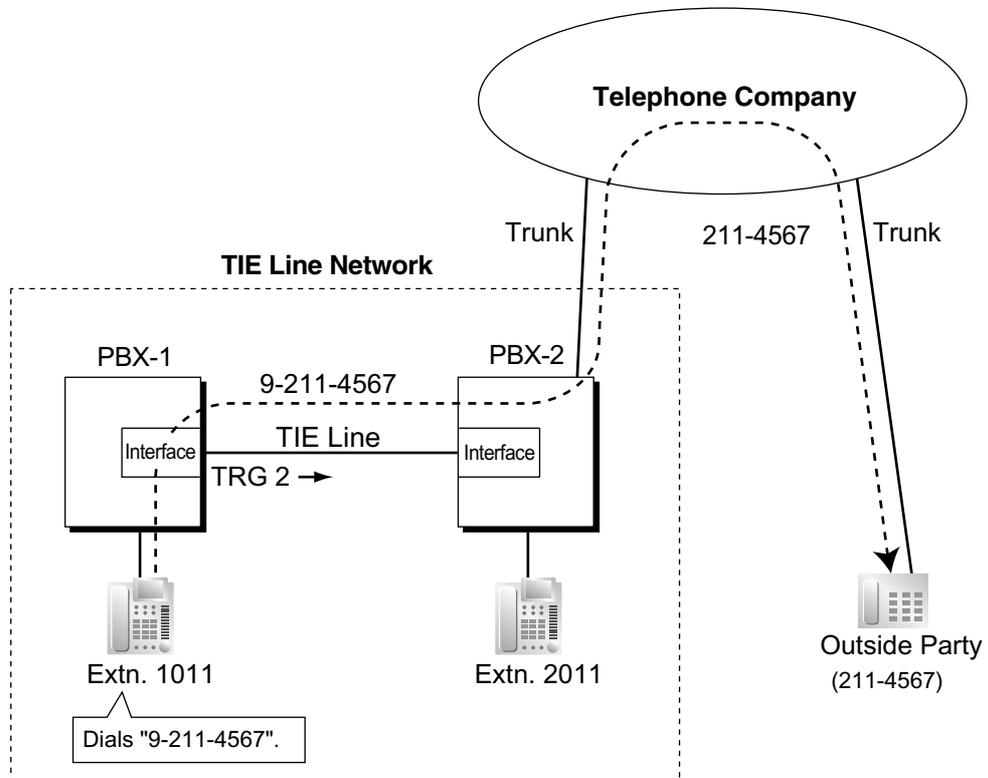 Telephone Company
Trunk
211-4567
Trunk
TIE Line Network
PBX-1
PBX-2
9-211-4567
Interface
TIE Line
Interface
TRG 2 →
Extn. 1011
Extn. 2011
Outside Party
(211-4567)
Dials "9-211-4567".